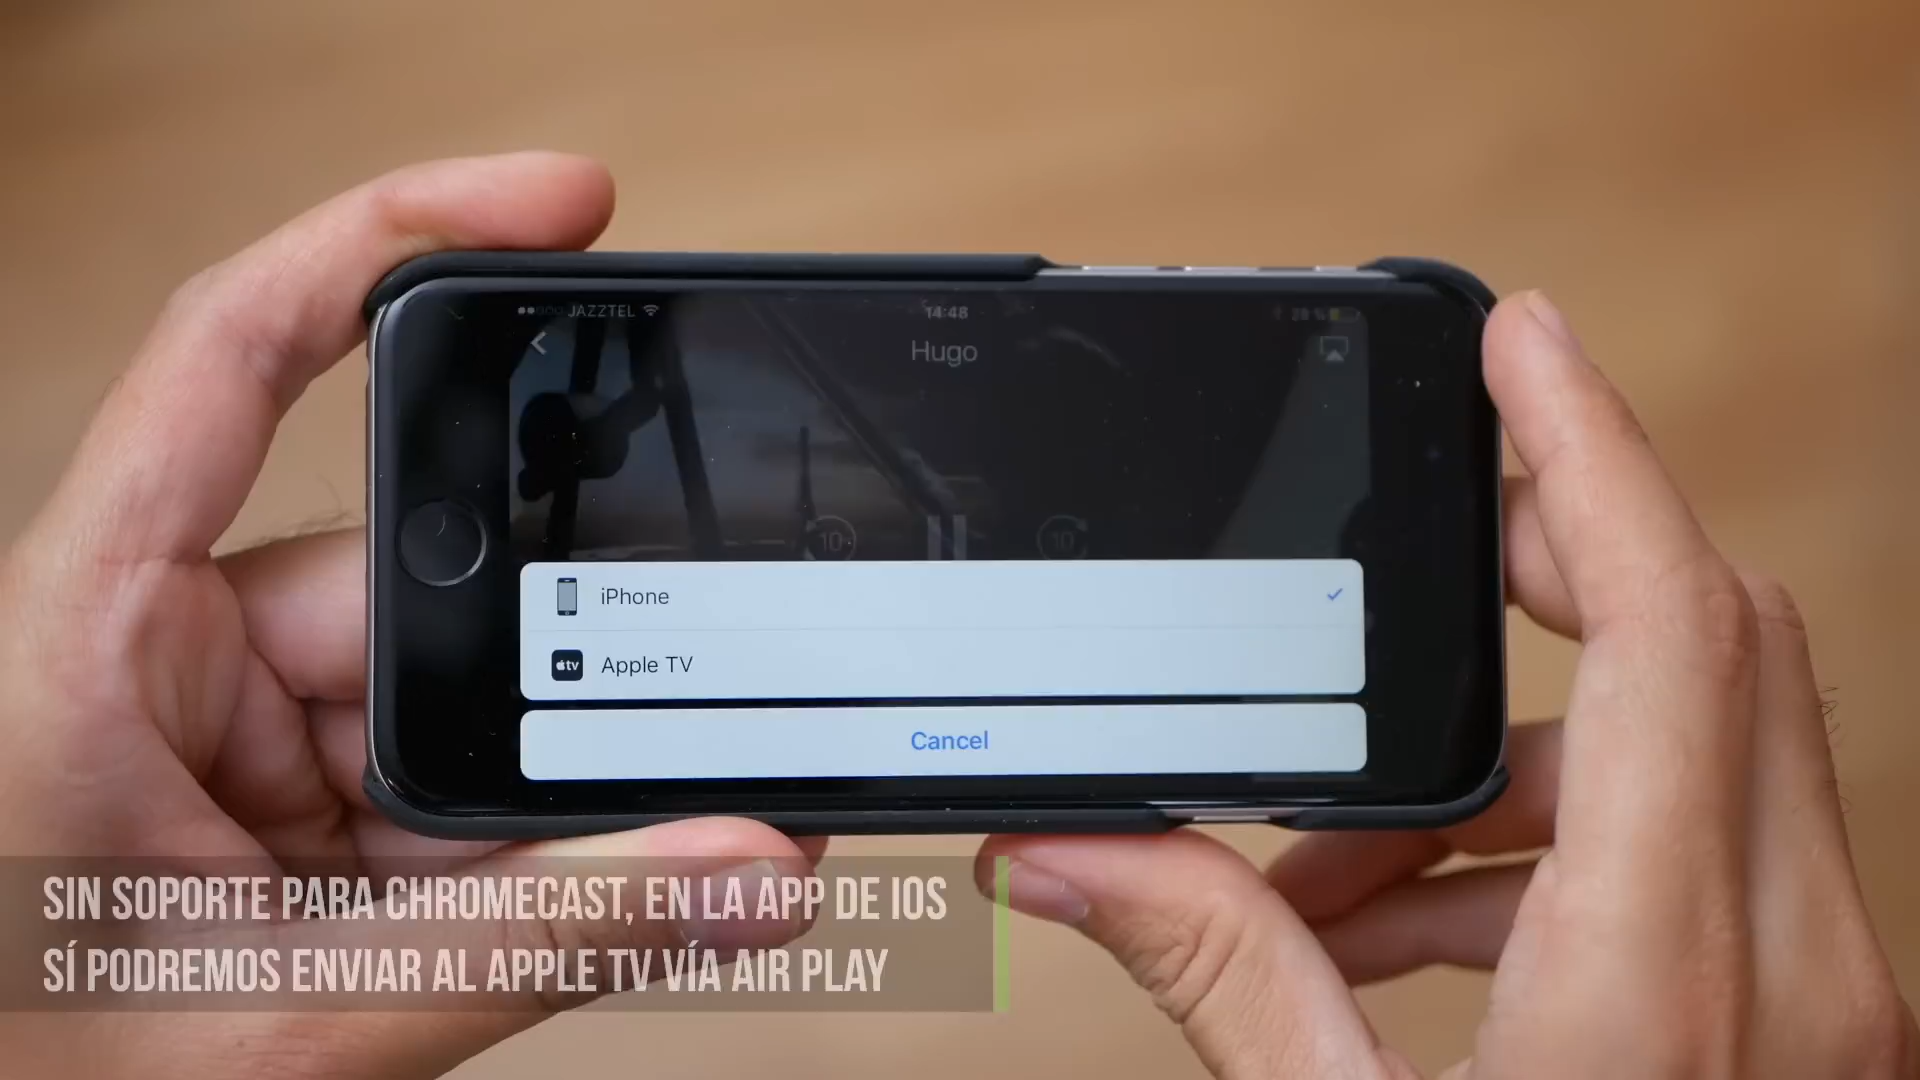 JAZZTEL
14:48
28 %
Hugo
10
10
iPhone
tv
Apple TV
Cancel
SIN SOPORTE PARA CHROMECAST, EN LA APP DE IOS
SÍ PODREMOS ENVIAR AL APPLE TV VÍA AIR PLAY